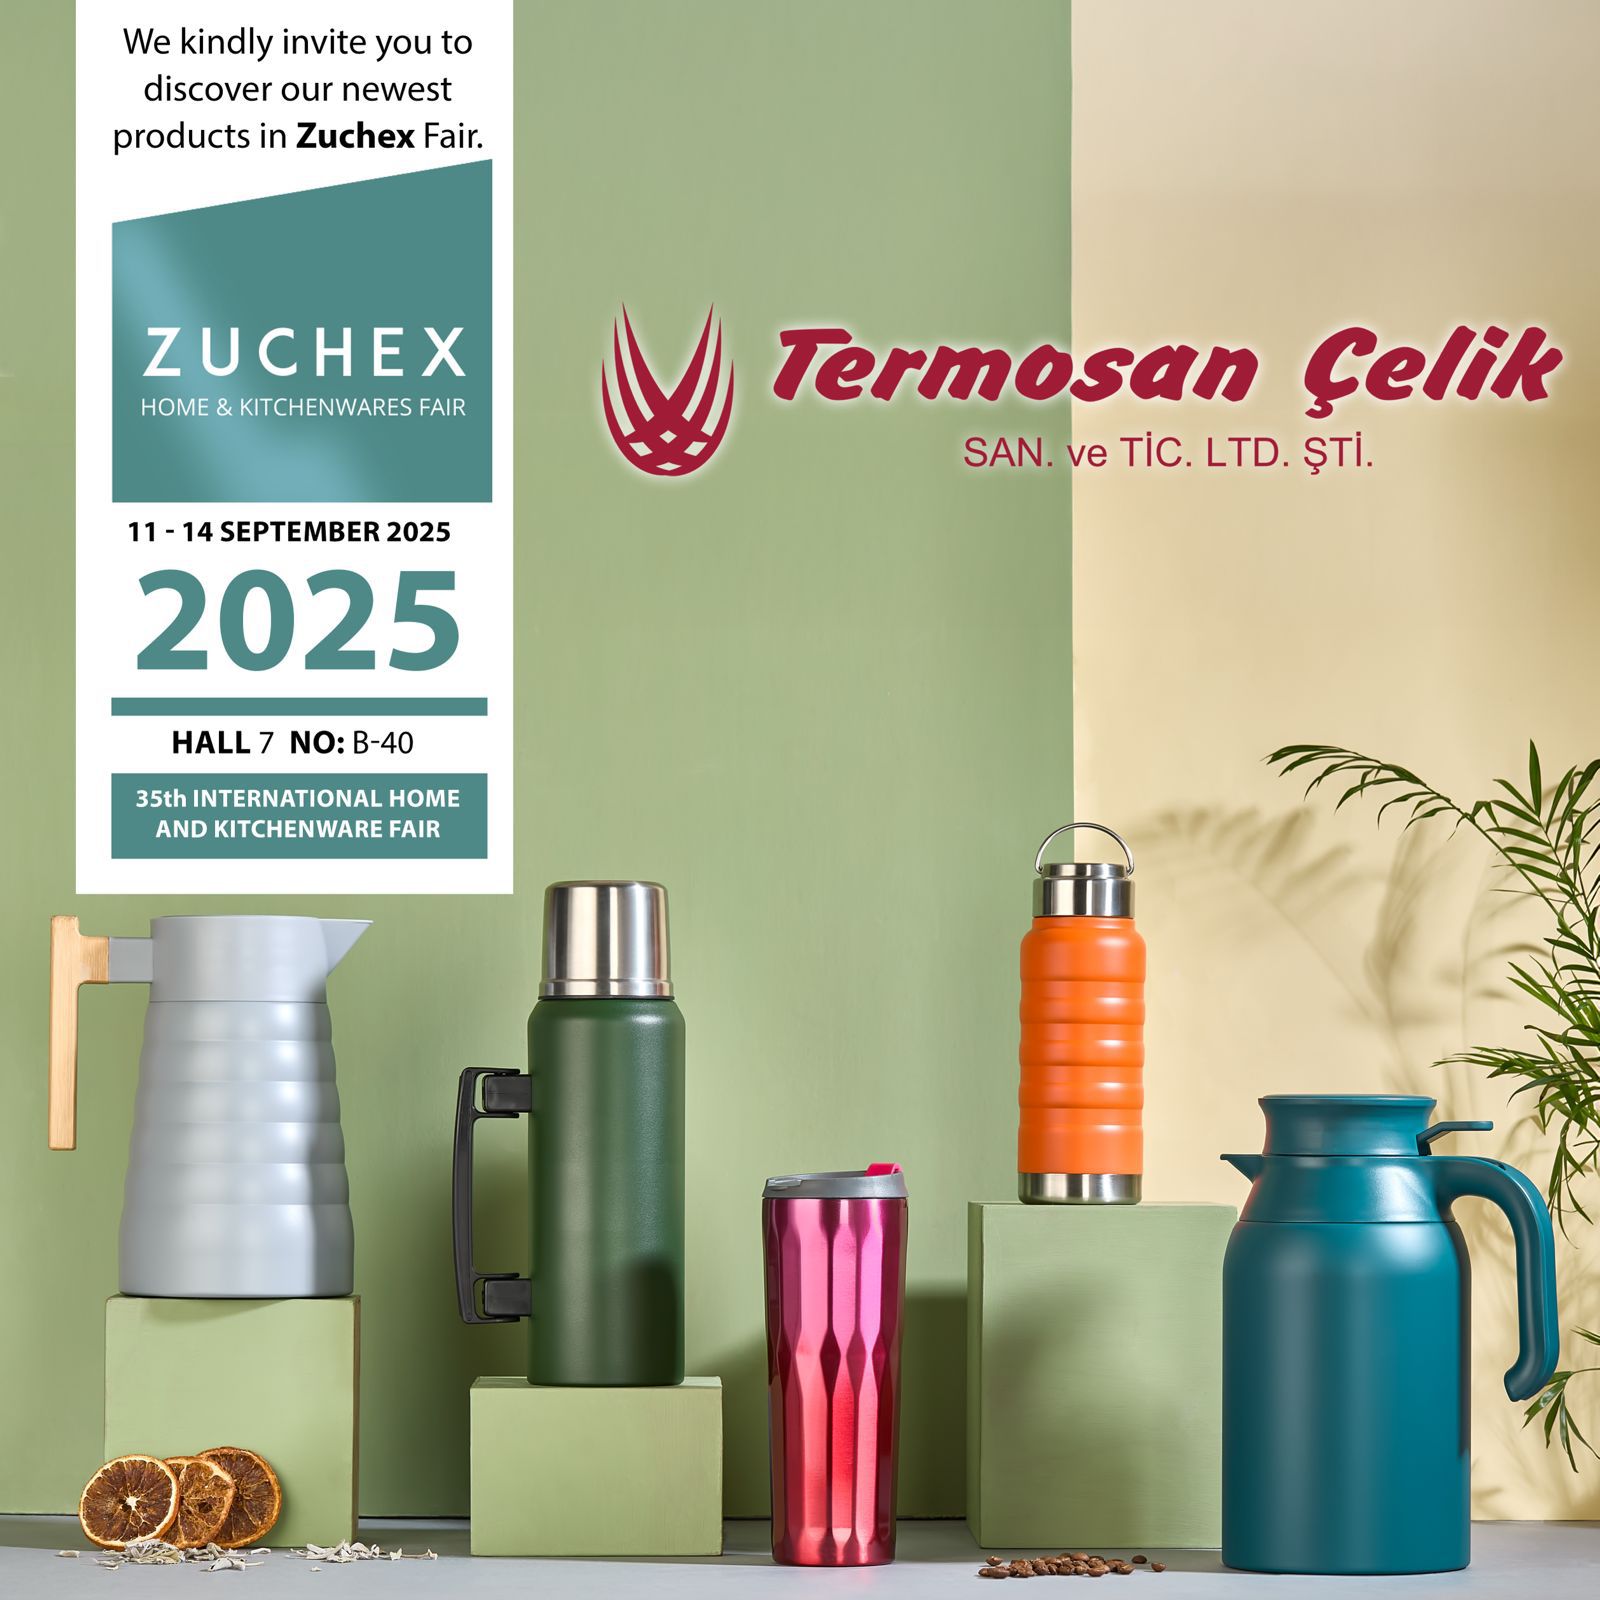 We kindly invite you to
discover our newest
products in Zuchex Fair.
ZUCHEX
HOME & KITCHENWARES FAIR
11 - 14 SEPTEMBER 2025
2025
HALL 7 NO: B-40
35th INTERNATIONAL HOME
AND KITCHENWARE FAIR
Termosan Çelik
SAN. ve TİC. LTD. ŞTİ.